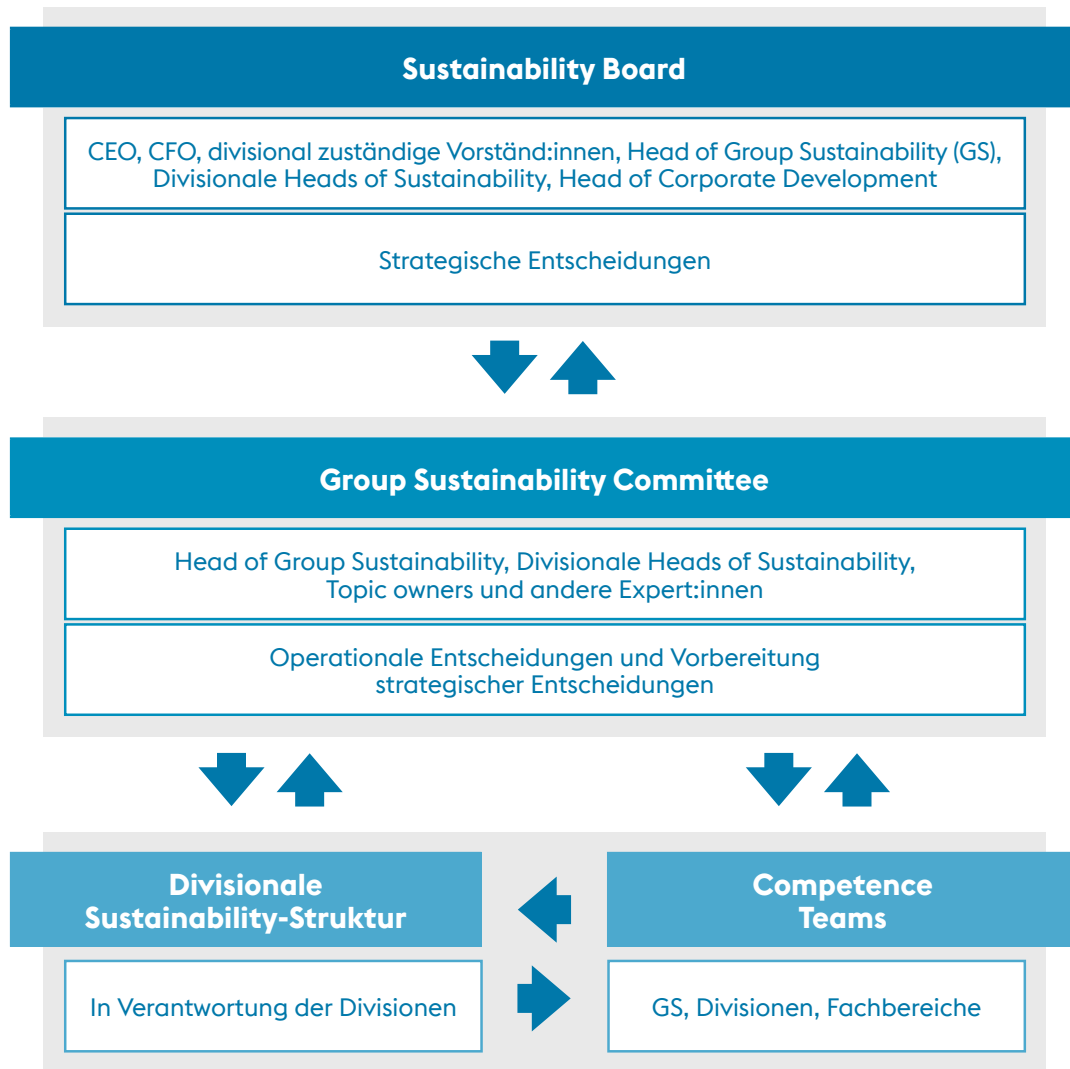 Sustainability Board
CEO, CFO, divisional zuständige Vorständ:innen, Head of Group Sustainability (GS),
Divisionale Heads of Sustainability, Head of Corporate Development
Strategische Entscheidungen
Group Sustainability Committee
Head of Group Sustainability, Divisionale Heads of Sustainability,
Topic owners und andere Expert:innen
Operationale Entscheidungen und Vorbereitung
strategischer Entscheidungen
Divisionale
Sustainability-Struktur
In Verantwortung der Divisionen
Competence
Teams
GS, Divisionen, Fachbereiche